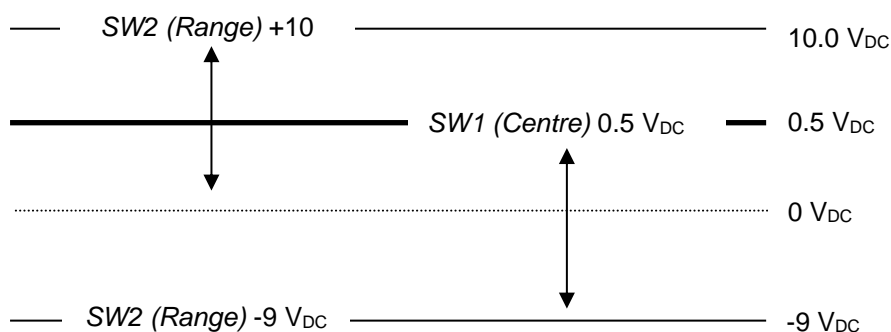 SW2 (Range) +10 10.0 VDC
SW1 (Centre) 0.5 VDC 0.5 VDC
0 VDC
SW2 (Range) -9 VDC -9 VDC